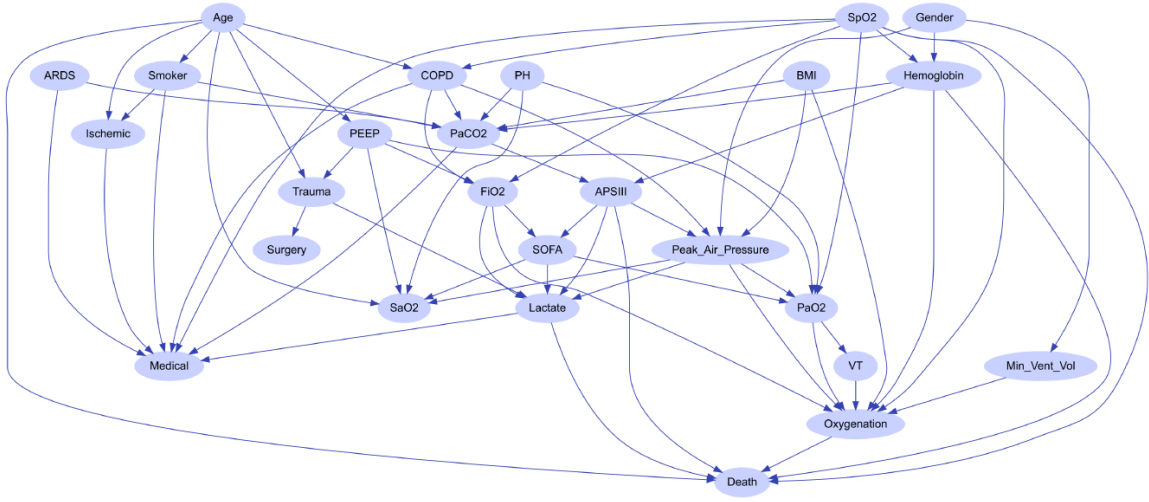 Age SpO2 Gender
ARDS Smoker COPD PH BMI Hemoglobin
Ischemic PEEP PaCO2
Trauma FiO2 APSIII
Surgery SOFA Peak_Air_Pressure
SaO2 Lactate PaO2
Medical VT Min_Vent_Vol
Oxygenation
Death